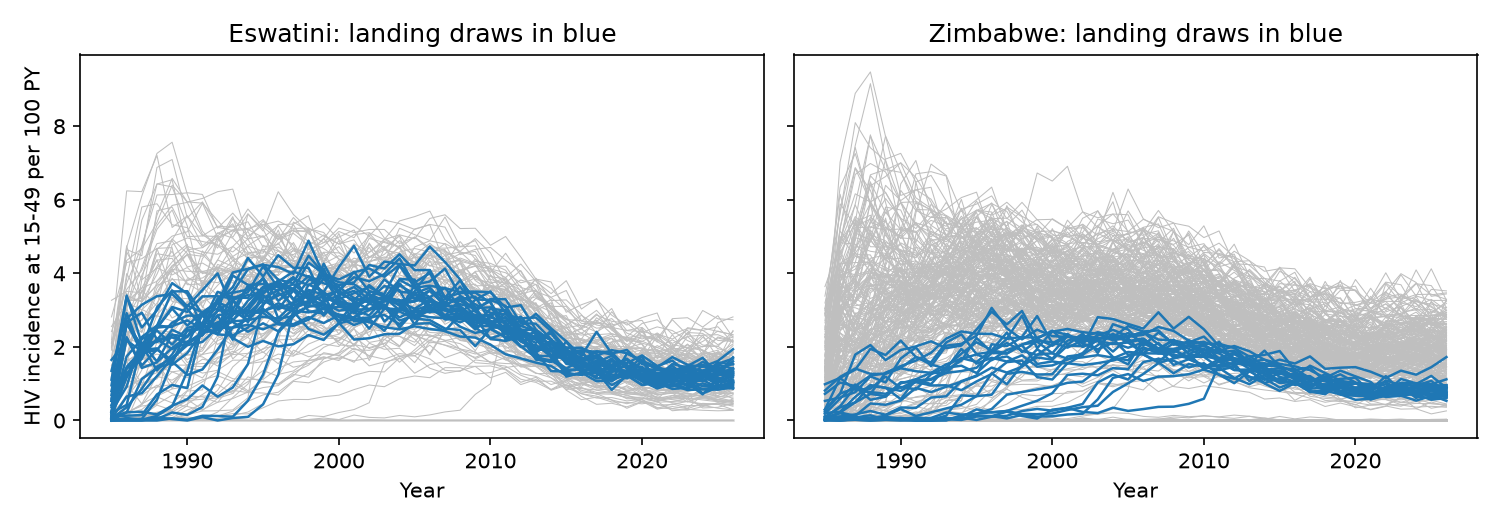 Eswatini: landing draws in blue
Zimbabwe: landing draws in blue
HIV incidence at 15-49 per 100 PY
8
6
4
2
0
1990 2000 2010 2020
1990 2000 2010 2020
Year
Year